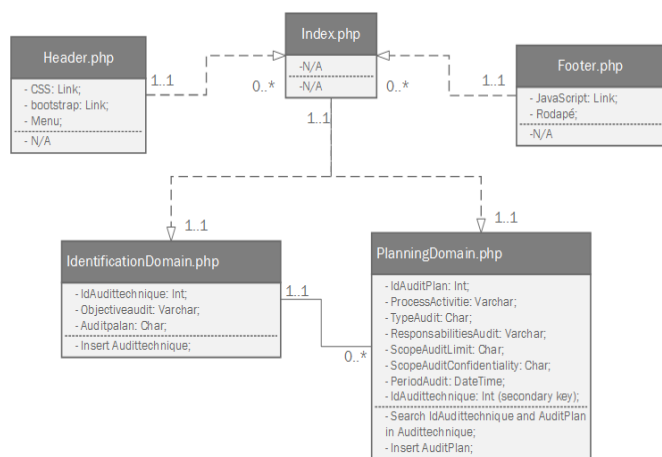 Index.php
-N/A
-N/A
Header.php
- CSS: Link;
- bootstrap: Link;
- Menu;
- N/A
Footer.php
- JavaScript: Link;
- Rodapé;
-N/A
1..1
0..*
0..*
1..1
1..1
1..1
1..1
IdentificationDomain.php
- IdAudittechnique: Int;
- Objectiveaudit: Varchar;
- Auditpalan: Char;
- Insert Audittechnique;
1..1
0..*
PlanningDomain.php
- IdAuditPlan: Int;
- ProcessActivitie: Varchar;
- TypeAudit: Char;
- ResponsabilitiesAudit: Varchar;
- ScopeAuditLimit: Char;
- ScopeAuditConfidentiality: Char;
- PeriodAudit: DateTime;
- IdAudittechnique: Int (secondary key);
- Search IdAudittechnique and AuditPlan
in Audittechnique;
- Insert AuditPlan;